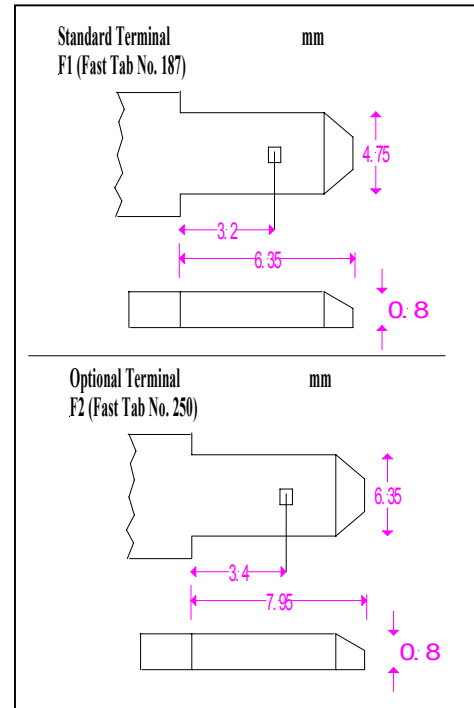 Standard Terminal mm
F1 (Fast Tab No. 187)
4.75
3.2
6.35
0.8
Optional Terminal mm
F2 (Fast Tab No. 250)
6.35
3.4
7.95
0.8